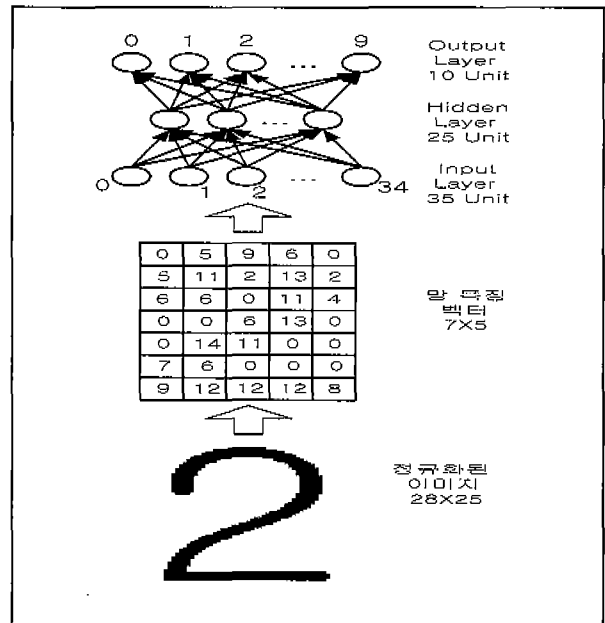 0 1 2 ... 9
Output
Layer
10 Unit
Hidden
Layer
25 Unit
...
Input
Layer
35 Unit
0 1 2 ... 34
0 5 9 6 0
5 11 2 13 2
6 6 0 11 4
0 0 6 13 0
0 14 11 0 0
7 6 0 0 0
9 12 12 12 8
망 특징
벡터
7X5
2
정규화된
이미지
28X25